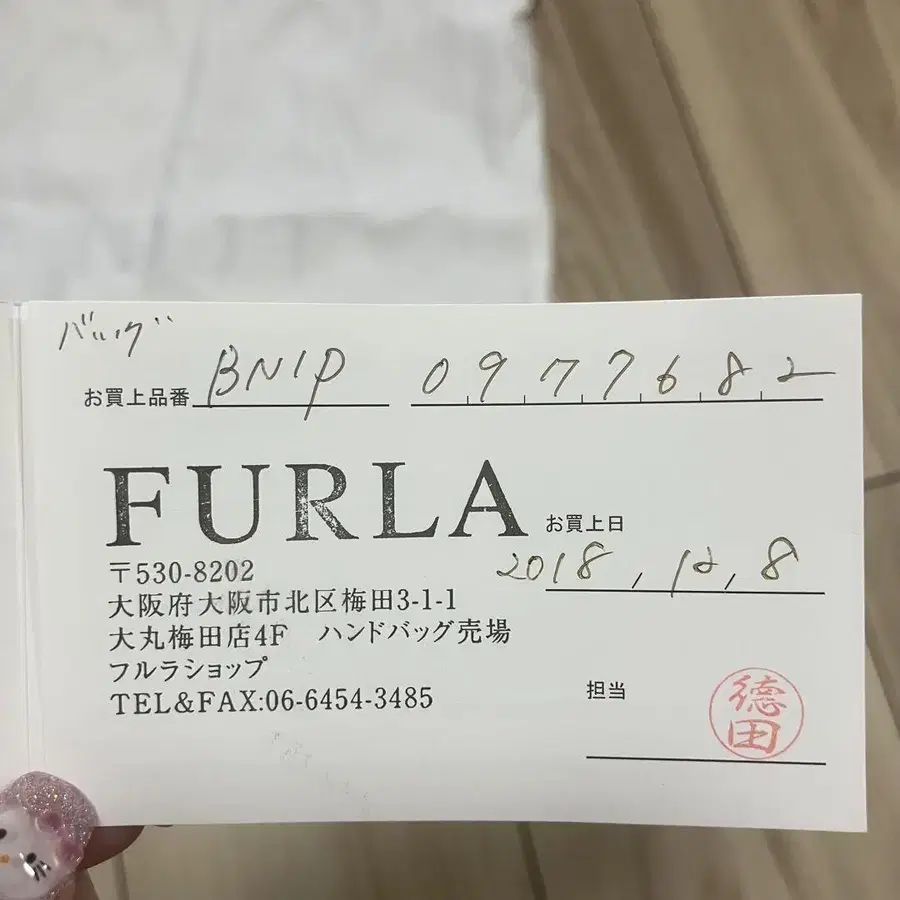 バッグ
お買上品番 BN1P 0977682
FURLA
お買上日
2018, 12, 8
〒530-8202
大阪府大阪市北区梅田3-1-1
大丸梅田店4F ハンドバッグ売場
フルラショップ
TEL&FAX:06-6454-3485
担当
徳田